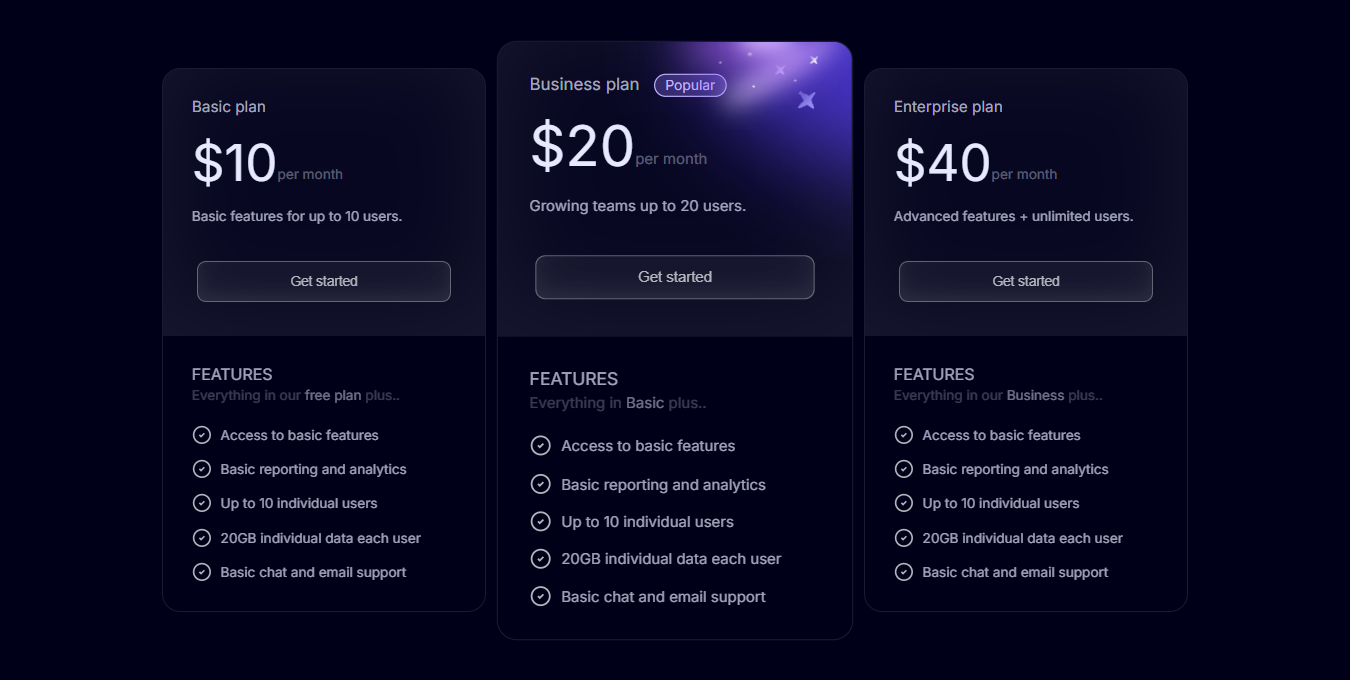 Basic plan
$10 per month
Basic features for up to 10 users.
Get started
FEATURES
Everything in our free plan plus..
Access to basic features
Basic reporting and analytics
Up to 10 individual users
20GB individual data each user
Basic chat and email support
Business plan Popular
$20 per month
Growing teams up to 20 users.
Get started
FEATURES
Everything in Basic plus..
Access to basic features
Basic reporting and analytics
Up to 10 individual users
20GB individual data each user
Basic chat and email support
Enterprise plan
$40 per month
Advanced features + unlimited users.
Get started
FEATURES
Everything in our Business plus..
Access to basic features
Basic reporting and analytics
Up to 10 individual users
20GB individual data each user
Basic chat and email support